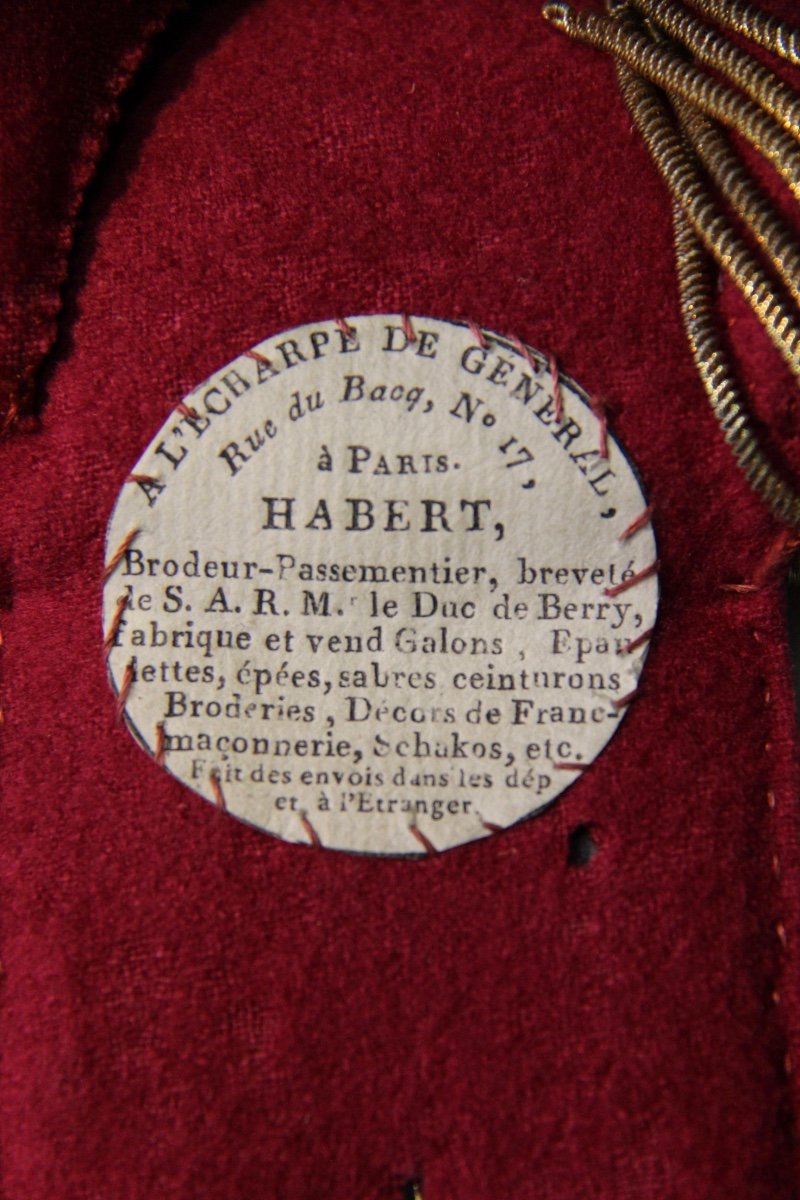 A L'ECHARPE DE GÉNÉRAL,
Rue du Bacq, No 17,
à PARIS.
HABERT,
Brodeur-Passementier, breveté
de S. A. R. M.r le Duc de Berry,
fabrique et vend Galons, Epau
lettes, épées, sabres ceinturons
Broderies, Décors de Franc-
maçonnerie, Schakos, etc.
Fait des envois dans les dép
et à l'Etranger.